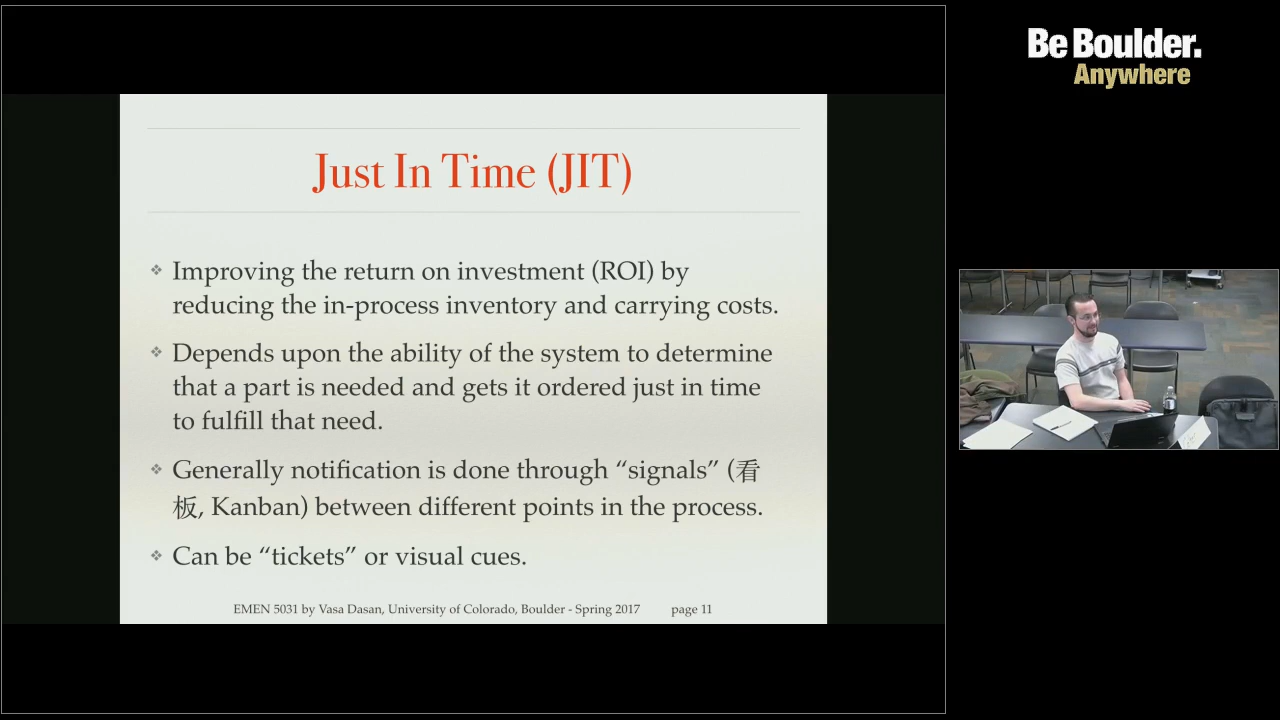 Just In Time (JIT)
Improving the return on investment (ROI) by
reducing the in-process inventory and carrying costs.
Depends upon the ability of the system to determine
that a part is needed and gets it ordered just in time
to fulfill that need.
Generally notification is done through “signals” (看
板, Kanban) between different points in the process.
Can be “tickets” or visual cues.
EMEN 5031 by Vasa Dasan, University of Colorado, Boulder - Spring 2017 page 11
Be Boulder.
Anywhere